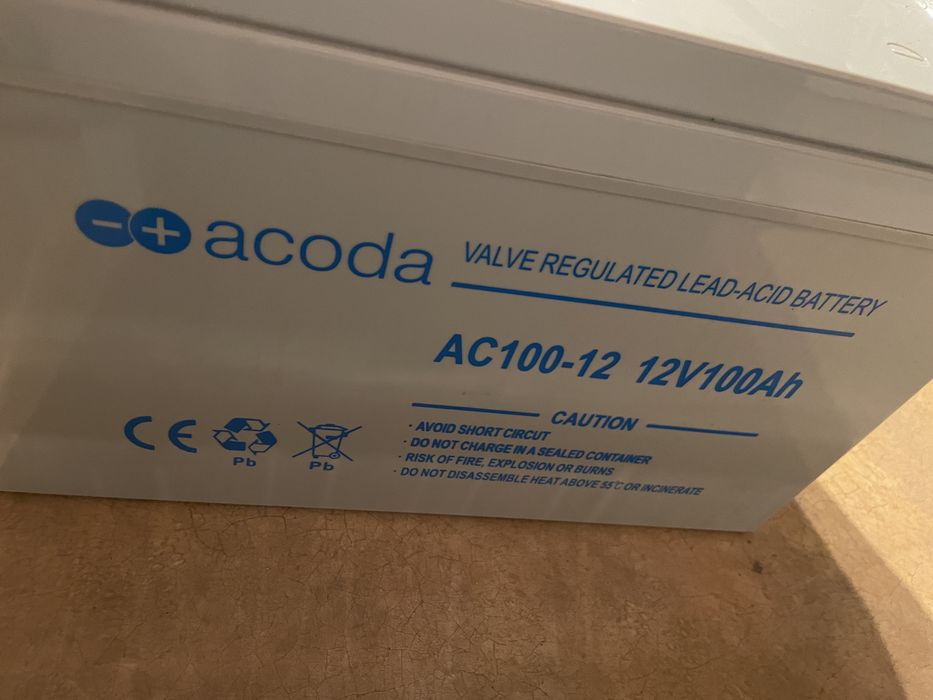 acoda
VALVE REGULATED LEAD-ACID BATTERY
AC100-12 12V100Ah
CAUTION
· AVOID SHORT CIRCUT
· DO NOT CHARGE IN A SEALED CONTAINER
· RISK OF FIRE, EXPLOSION OR BURNS
· DO NOT DISASSEMBLE HEAT ABOVE 55℃ OR INCINERATE
CE
Pb
Pb